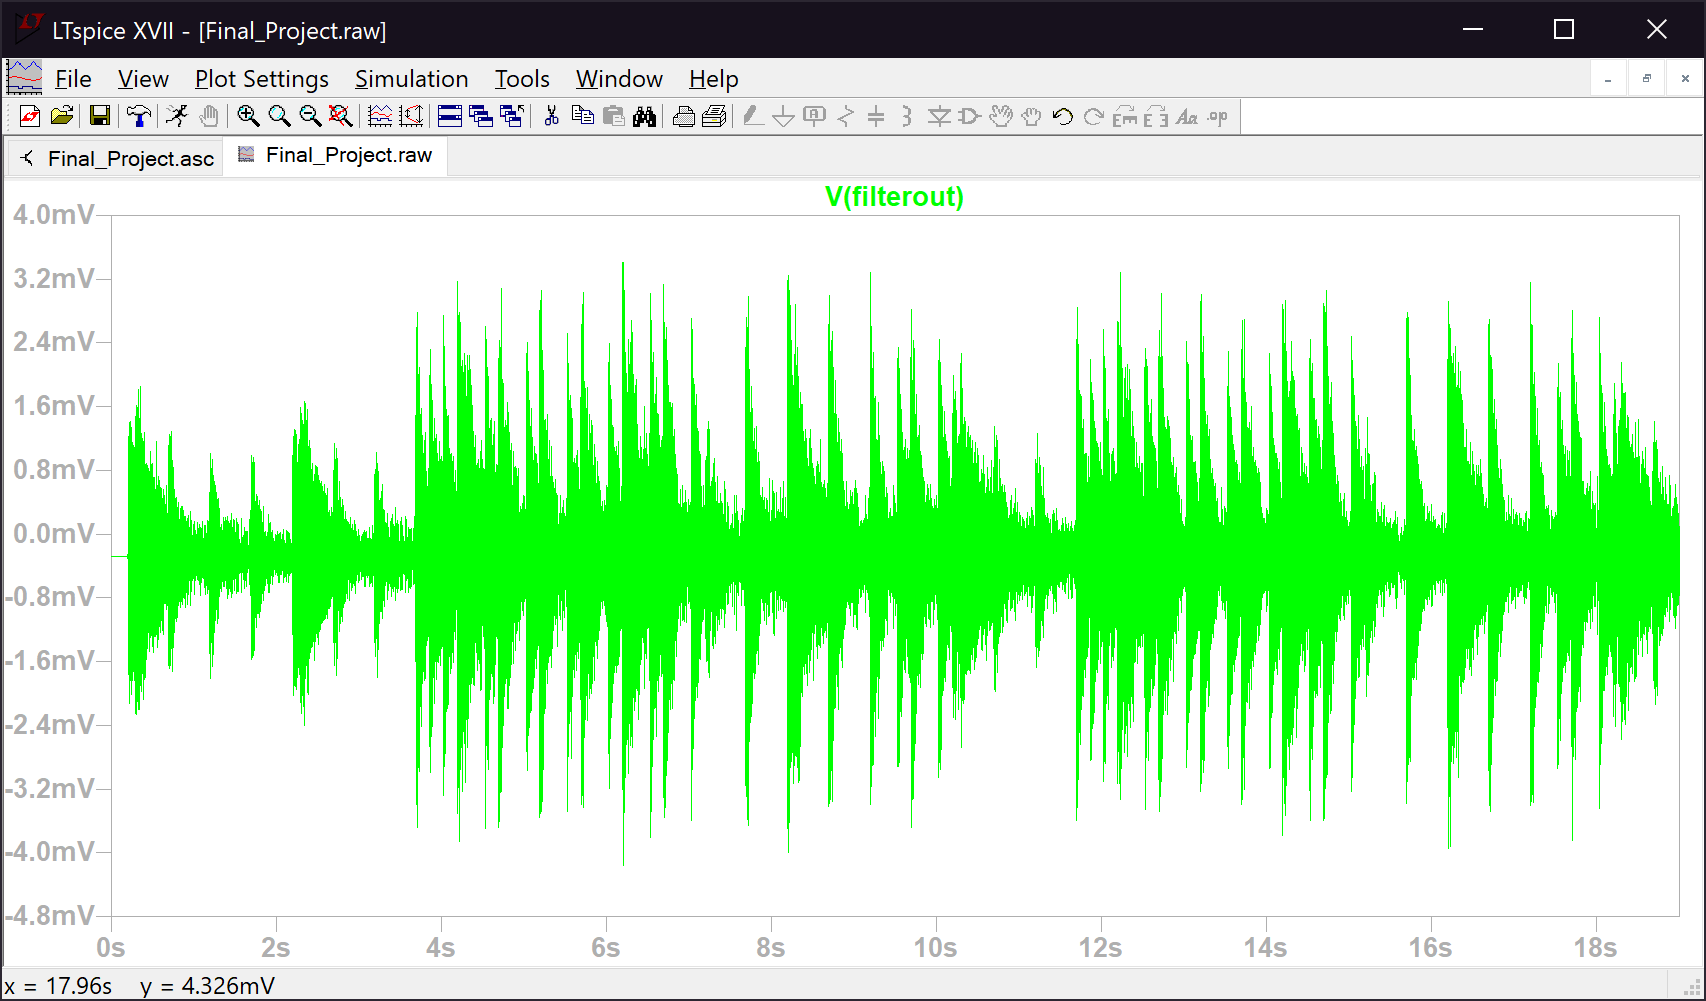 LTspice XVII - [Final_Project.raw]
File View Plot Settings Simulation Tools Window Help
Final_Project.asc Final_Project.raw
V(filterout)
4.0mV
3.2mV
2.4mV
1.6mV
0.8mV
0.0mV
-0.8mV
-1.6mV
-2.4mV
-3.2mV
-4.0mV
-4.8mV
0s 2s 4s 6s 8s 10s 12s 14s 16s 18s
x = 17.96s y = 4.326mV